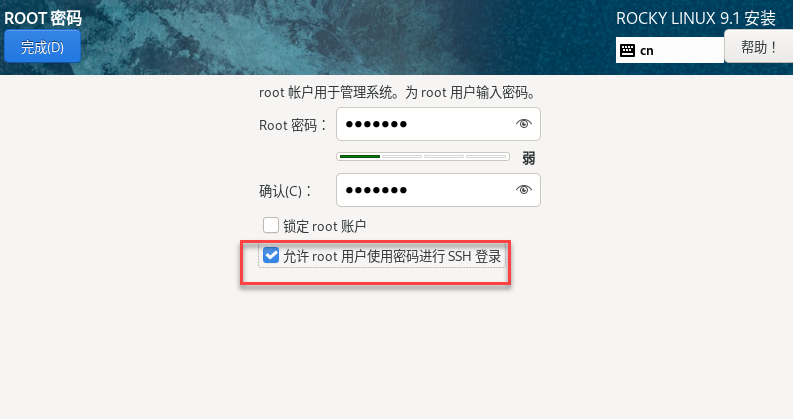 ROOT 密码
ROCKY LINUX 9.1 安装
完成(D)
cn
帮助！
root 帐户用于管理系统。为 root 用户输入密码。
Root 密码：
●●●●●●●
弱
确认(C)：
●●●●●●●
锁定 root 账户
允许 root 用户使用密码进行 SSH 登录